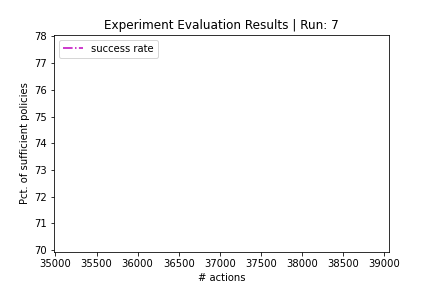 Experiment Evaluation Results | Run: 7
success rate
Pct. of sufficient policies
78
77
76
75
74
73
72
71
70
35000 35500 36000 36500 37000 37500 38000 38500 39000
# actions